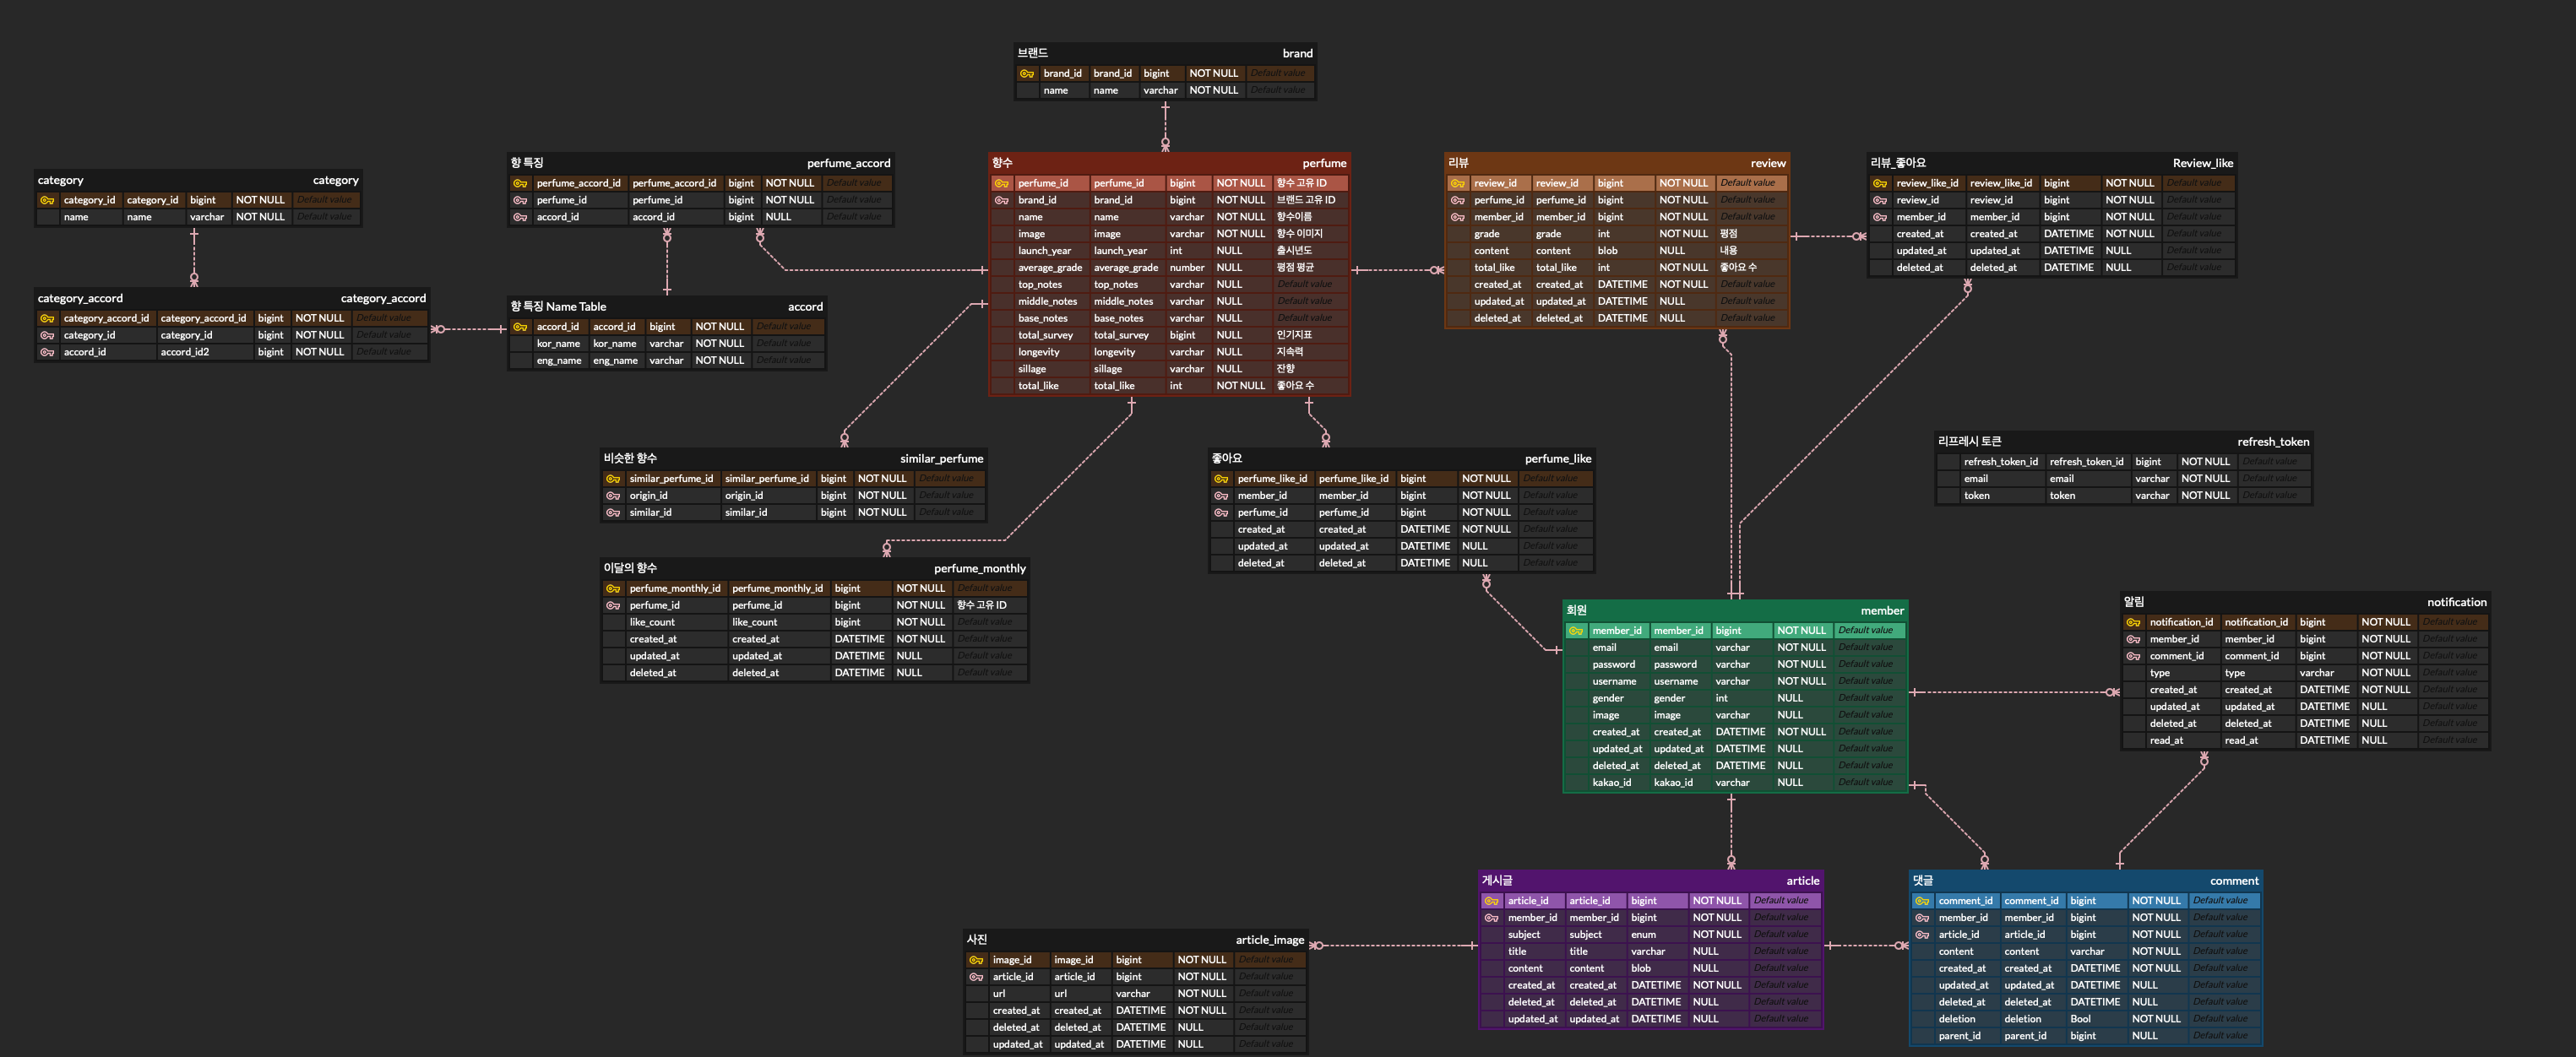 브랜드 brand
brand_id brand_id bigint NOT NULL Default value
name name varchar NOT NULL Default value
category category
category_id category_id bigint NOT NULL Default value
name name varchar NOT NULL Default value
category_accord category_accord
category_accord_id category_accord_id bigint NOT NULL Default value
category_id category_id bigint NOT NULL Default value
accord_id accord_id2 bigint NOT NULL Default value
향 특징 perfume_accord
perfume_accord_id perfume_accord_id bigint NOT NULL Default value
perfume_id perfume_id bigint NOT NULL Default value
accord_id accord_id bigint NULL Default value
향 특징 Name Table accord
accord_id accord_id bigint NOT NULL Default value
kor_name kor_name varchar NOT NULL Default value
eng_name eng_name varchar NOT NULL Default value
향수 perfume
perfume_id perfume_id bigint NOT NULL 향수 고유 ID
brand_id brand_id bigint NOT NULL 브랜드 고유 ID
name name varchar NOT NULL 향수이름
image image varchar NOT NULL 향수 이미지
launch_year launch_year int NULL 출시년도
average_grade average_grade number NULL 평점 평균
top_notes top_notes varchar NULL Default value
middle_notes middle_notes varchar NULL Default value
base_notes base_notes varchar NULL Default value
total_survey total_survey bigint NULL 인기지표
longevity longevity varchar NULL 지속력
sillage sillage varchar NULL 잔향
total_like total_like int NOT NULL 좋아요 수
리뷰 review
review_id review_id bigint NOT NULL Default value
perfume_id perfume_id bigint NOT NULL Default value
member_id member_id bigint NOT NULL Default value
grade grade int NOT NULL 평점
content content blob NULL 내용
total_like total_like int NOT NULL 좋아요 수
created_at created_at DATETIME NOT NULL Default value
updated_at updated_at DATETIME NULL Default value
deleted_at deleted_at DATETIME NULL Default value
리뷰_좋아요 Review_like
review_like_id review_like_id bigint NOT NULL Default value
review_id review_id bigint NOT NULL Default value
member_id member_id bigint NOT NULL Default value
created_at created_at DATETIME NOT NULL Default value
updated_at updated_at DATETIME NULL Default value
deleted_at deleted_at DATETIME NULL Default value
비슷한 향수 similar_perfume
similar_perfume_id similar_perfume_id bigint NOT NULL Default value
origin_id origin_id bigint NOT NULL Default value
similar_id similar_id bigint NOT NULL Default value
이달의 향수 perfume_monthly
perfume_monthly_id perfume_monthly_id bigint NOT NULL Default value
perfume_id perfume_id bigint NOT NULL 향수 고유 ID
like_count like_count bigint NOT NULL Default value
created_at created_at DATETIME NOT NULL Default value
updated_at updated_at DATETIME NULL Default value
deleted_at deleted_at DATETIME NULL Default value
좋아요 perfume_like
perfume_like_id perfume_like_id bigint NOT NULL Default value
member_id member_id bigint NOT NULL Default value
perfume_id perfume_id bigint NOT NULL Default value
created_at created_at DATETIME NOT NULL Default value
updated_at updated_at DATETIME NULL Default value
deleted_at deleted_at DATETIME NULL Default value
리프레시 토큰 refresh_token
refresh_token_id refresh_token_id bigint NOT NULL Default value
email email varchar NOT NULL Default value
token token varchar NOT NULL Default value
회원 member
member_id member_id bigint NOT NULL Default value
email email varchar NOT NULL Default value
password password varchar NOT NULL Default value
username username varchar NOT NULL Default value
gender gender int NULL Default value
image image varchar NULL Default value
created_at created_at DATETIME NOT NULL Default value
updated_at updated_at DATETIME NULL Default value
deleted_at deleted_at DATETIME NULL Default value
kakao_id kakao_id varchar NULL Default value
알림 notification
notification_id notification_id bigint NOT NULL Default value
member_id member_id bigint NOT NULL Default value
comment_id comment_id bigint NOT NULL Default value
type type varchar NOT NULL Default value
created_at created_at DATETIME NOT NULL Default value
updated_at updated_at DATETIME NULL Default value
deleted_at deleted_at DATETIME NULL Default value
read_at read_at DATETIME NULL Default value
사진 article_image
image_id image_id bigint NOT NULL Default value
article_id article_id bigint NOT NULL Default value
url url varchar NOT NULL Default value
created_at created_at DATETIME NOT NULL Default value
deleted_at deleted_at DATETIME NULL Default value
updated_at updated_at DATETIME NULL Default value
게시글 article
article_id article_id bigint NOT NULL Default value
member_id member_id bigint NOT NULL Default value
subject subject enum NOT NULL Default value
title title varchar NULL Default value
content content blob NULL Default value
created_at created_at DATETIME NOT NULL Default value
deleted_at deleted_at DATETIME NULL Default value
updated_at updated_at DATETIME NULL Default value
댓글 comment
comment_id comment_id bigint NOT NULL Default value
member_id member_id bigint NOT NULL Default value
article_id article_id bigint NOT NULL Default value
content content varchar NOT NULL Default value
created_at created_at DATETIME NOT NULL Default value
updated_at updated_at DATETIME NULL Default value
deleted_at deleted_at DATETIME NULL Default value
deletion deletion Bool NOT NULL Default value
parent_id parent_id bigint NULL Default value